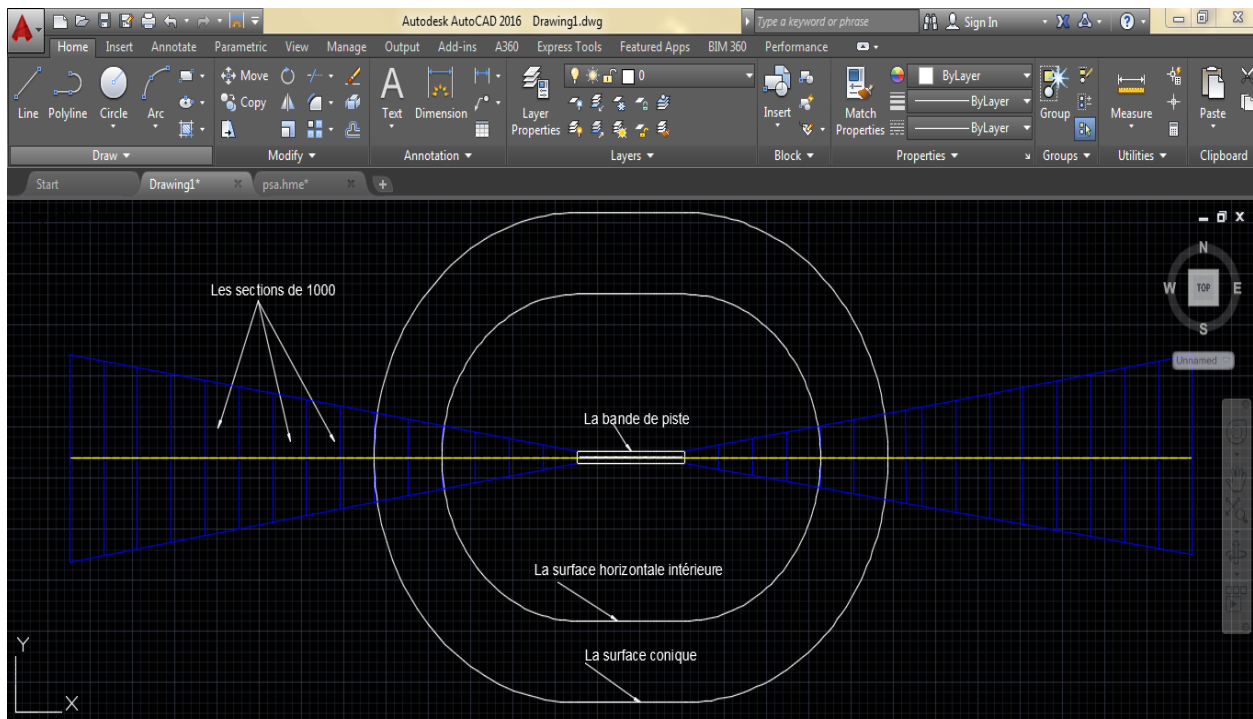 Autodesk AutoCAD 2016 Drawing1.dwg
Type a keyword or phrase
Sign In
Home Insert Annotate Parametric View Manage Output Add-ins A360 Express Tools Featured Apps BIM 360 Performance
Move
Copy
Line Polyline Circle Arc
Text Dimension
Layer
Properties
0
Insert
Match
Properties
ByLayer
ByLayer
ByLayer
Group
Measure
Paste
Draw
Modify
Annotation
Layers
Block
Properties
Groups
Utilities
Clipboard
Start
Drawing1*
psa.hme*
N
W TOP E
S
Unnamed
Les sections de 1000
La bande de piste
La surface horizontale intérieure
La surface conique
Y
X